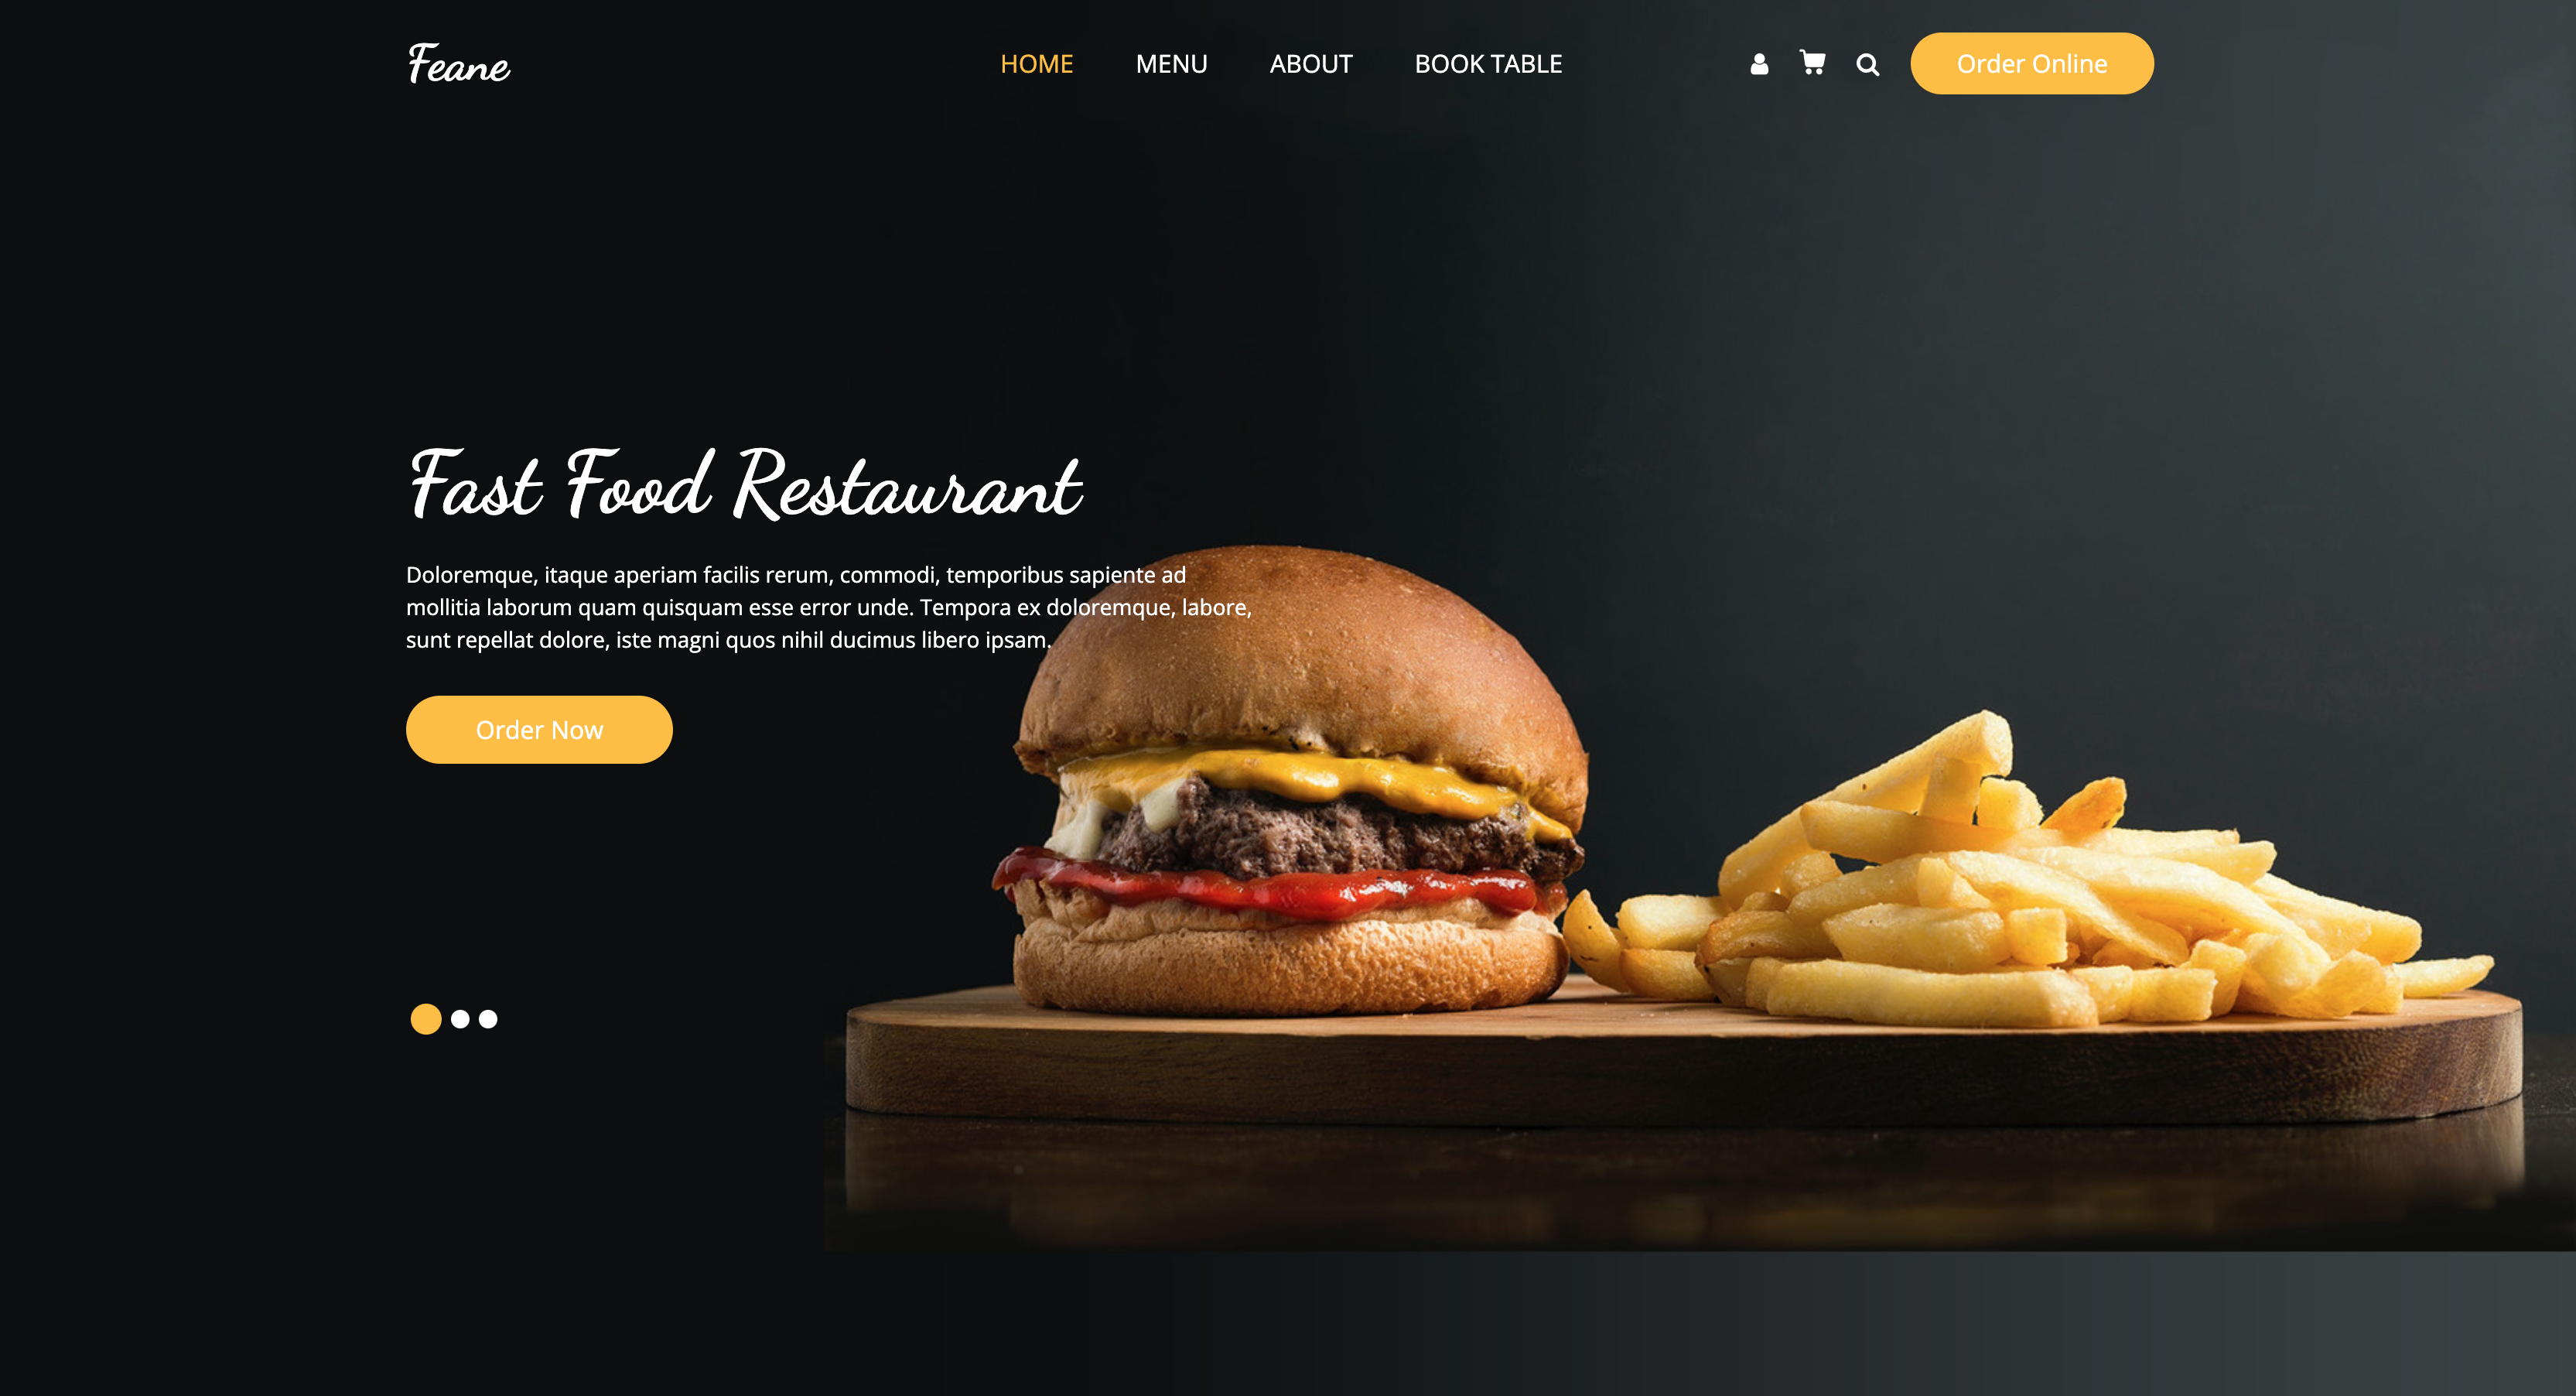 Feane
HOME MENU ABOUT BOOK TABLE Order Online
Fast Food Restaurant
Doloremque, itaque aperiam facilis rerum, commodi, temporibus sapiente ad
mollitia laborum quam quisquam esse error unde. Tempora ex doloremque, labore,
sunt repellat dolore, iste magni quos nihil ducimus libero ipsam.
Order Now